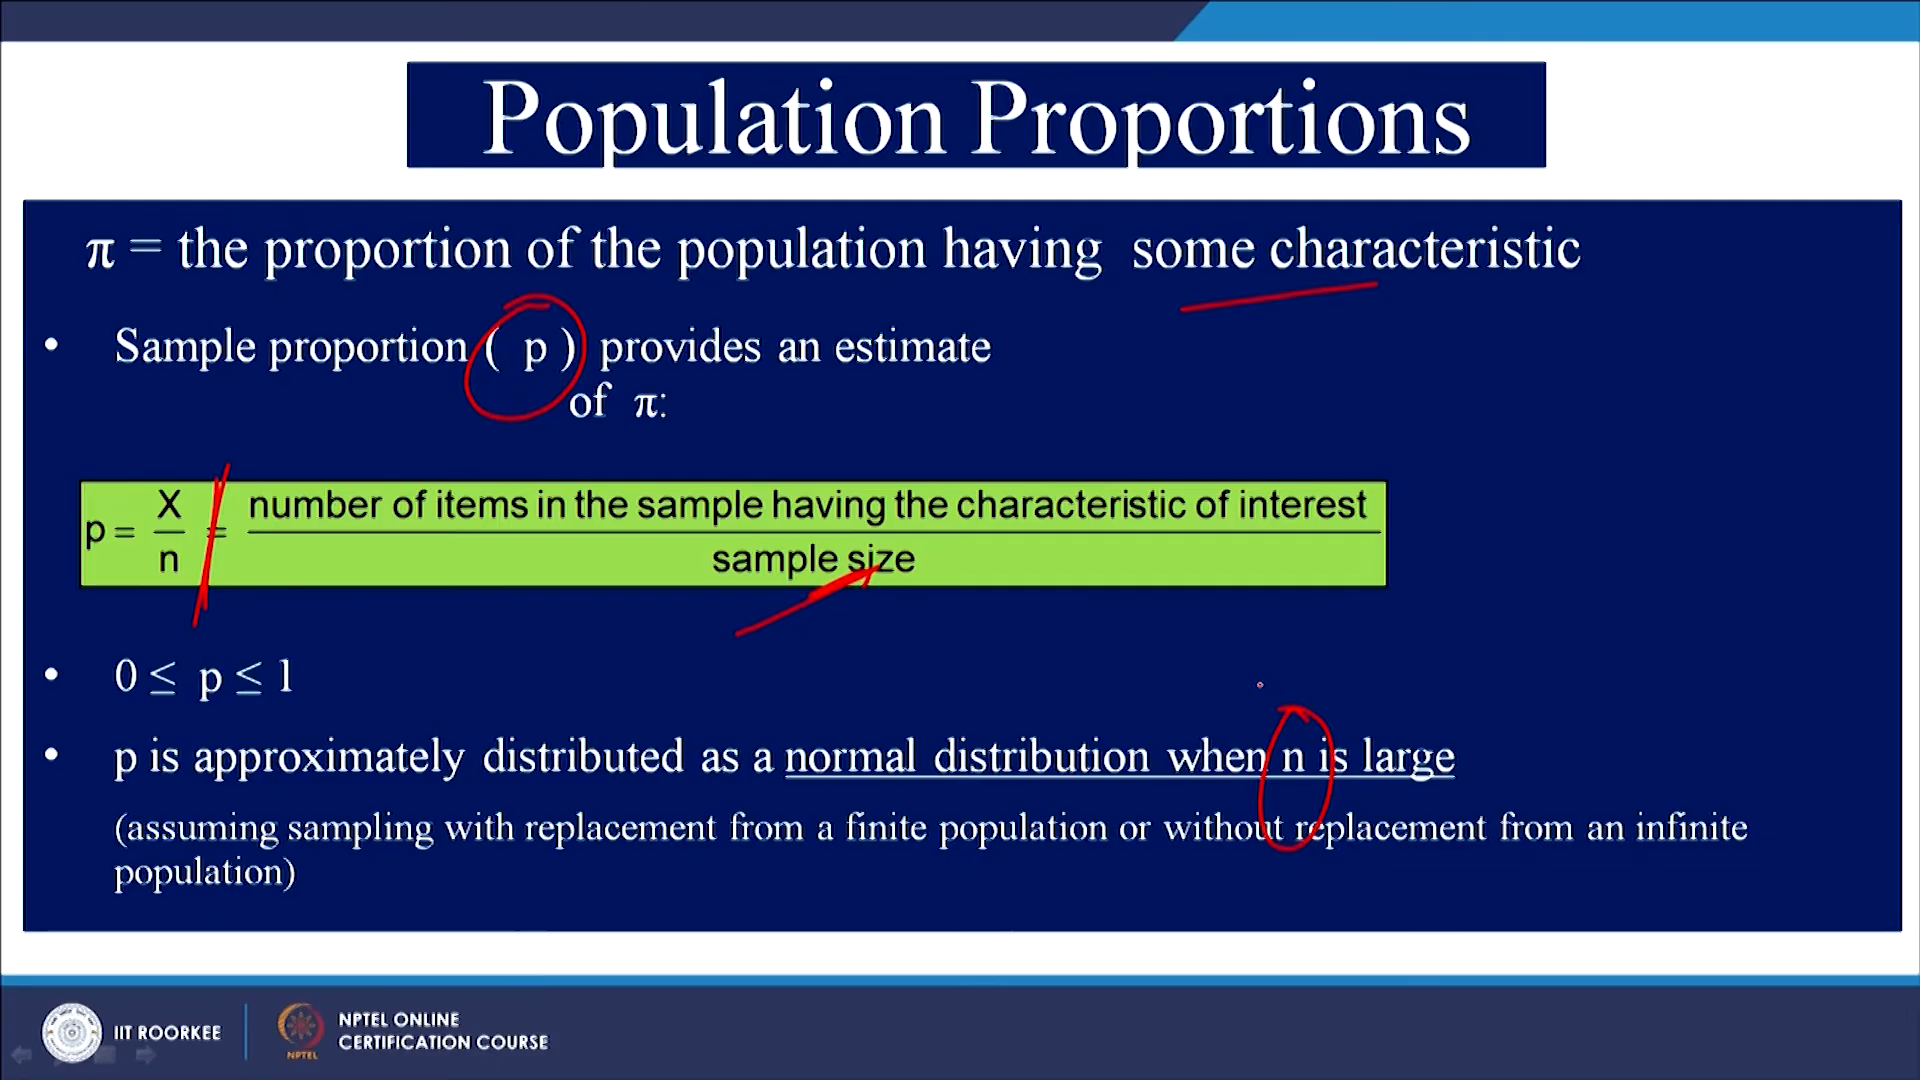 Population Proportions
π = the proportion of the population having some characteristic
• Sample proportion ( p ) provides an estimate
of π:
p = X/n = number of items in the sample having the characteristic of interest / sample size
• 0 ≤ p ≤ 1
• p is approximately distributed as a normal distribution when n is large
(assuming sampling with replacement from a finite population or without replacement from an infinite
population)
IIT ROORKEE
NPTEL
NPTEL ONLINE
CERTIFICATION COURSE